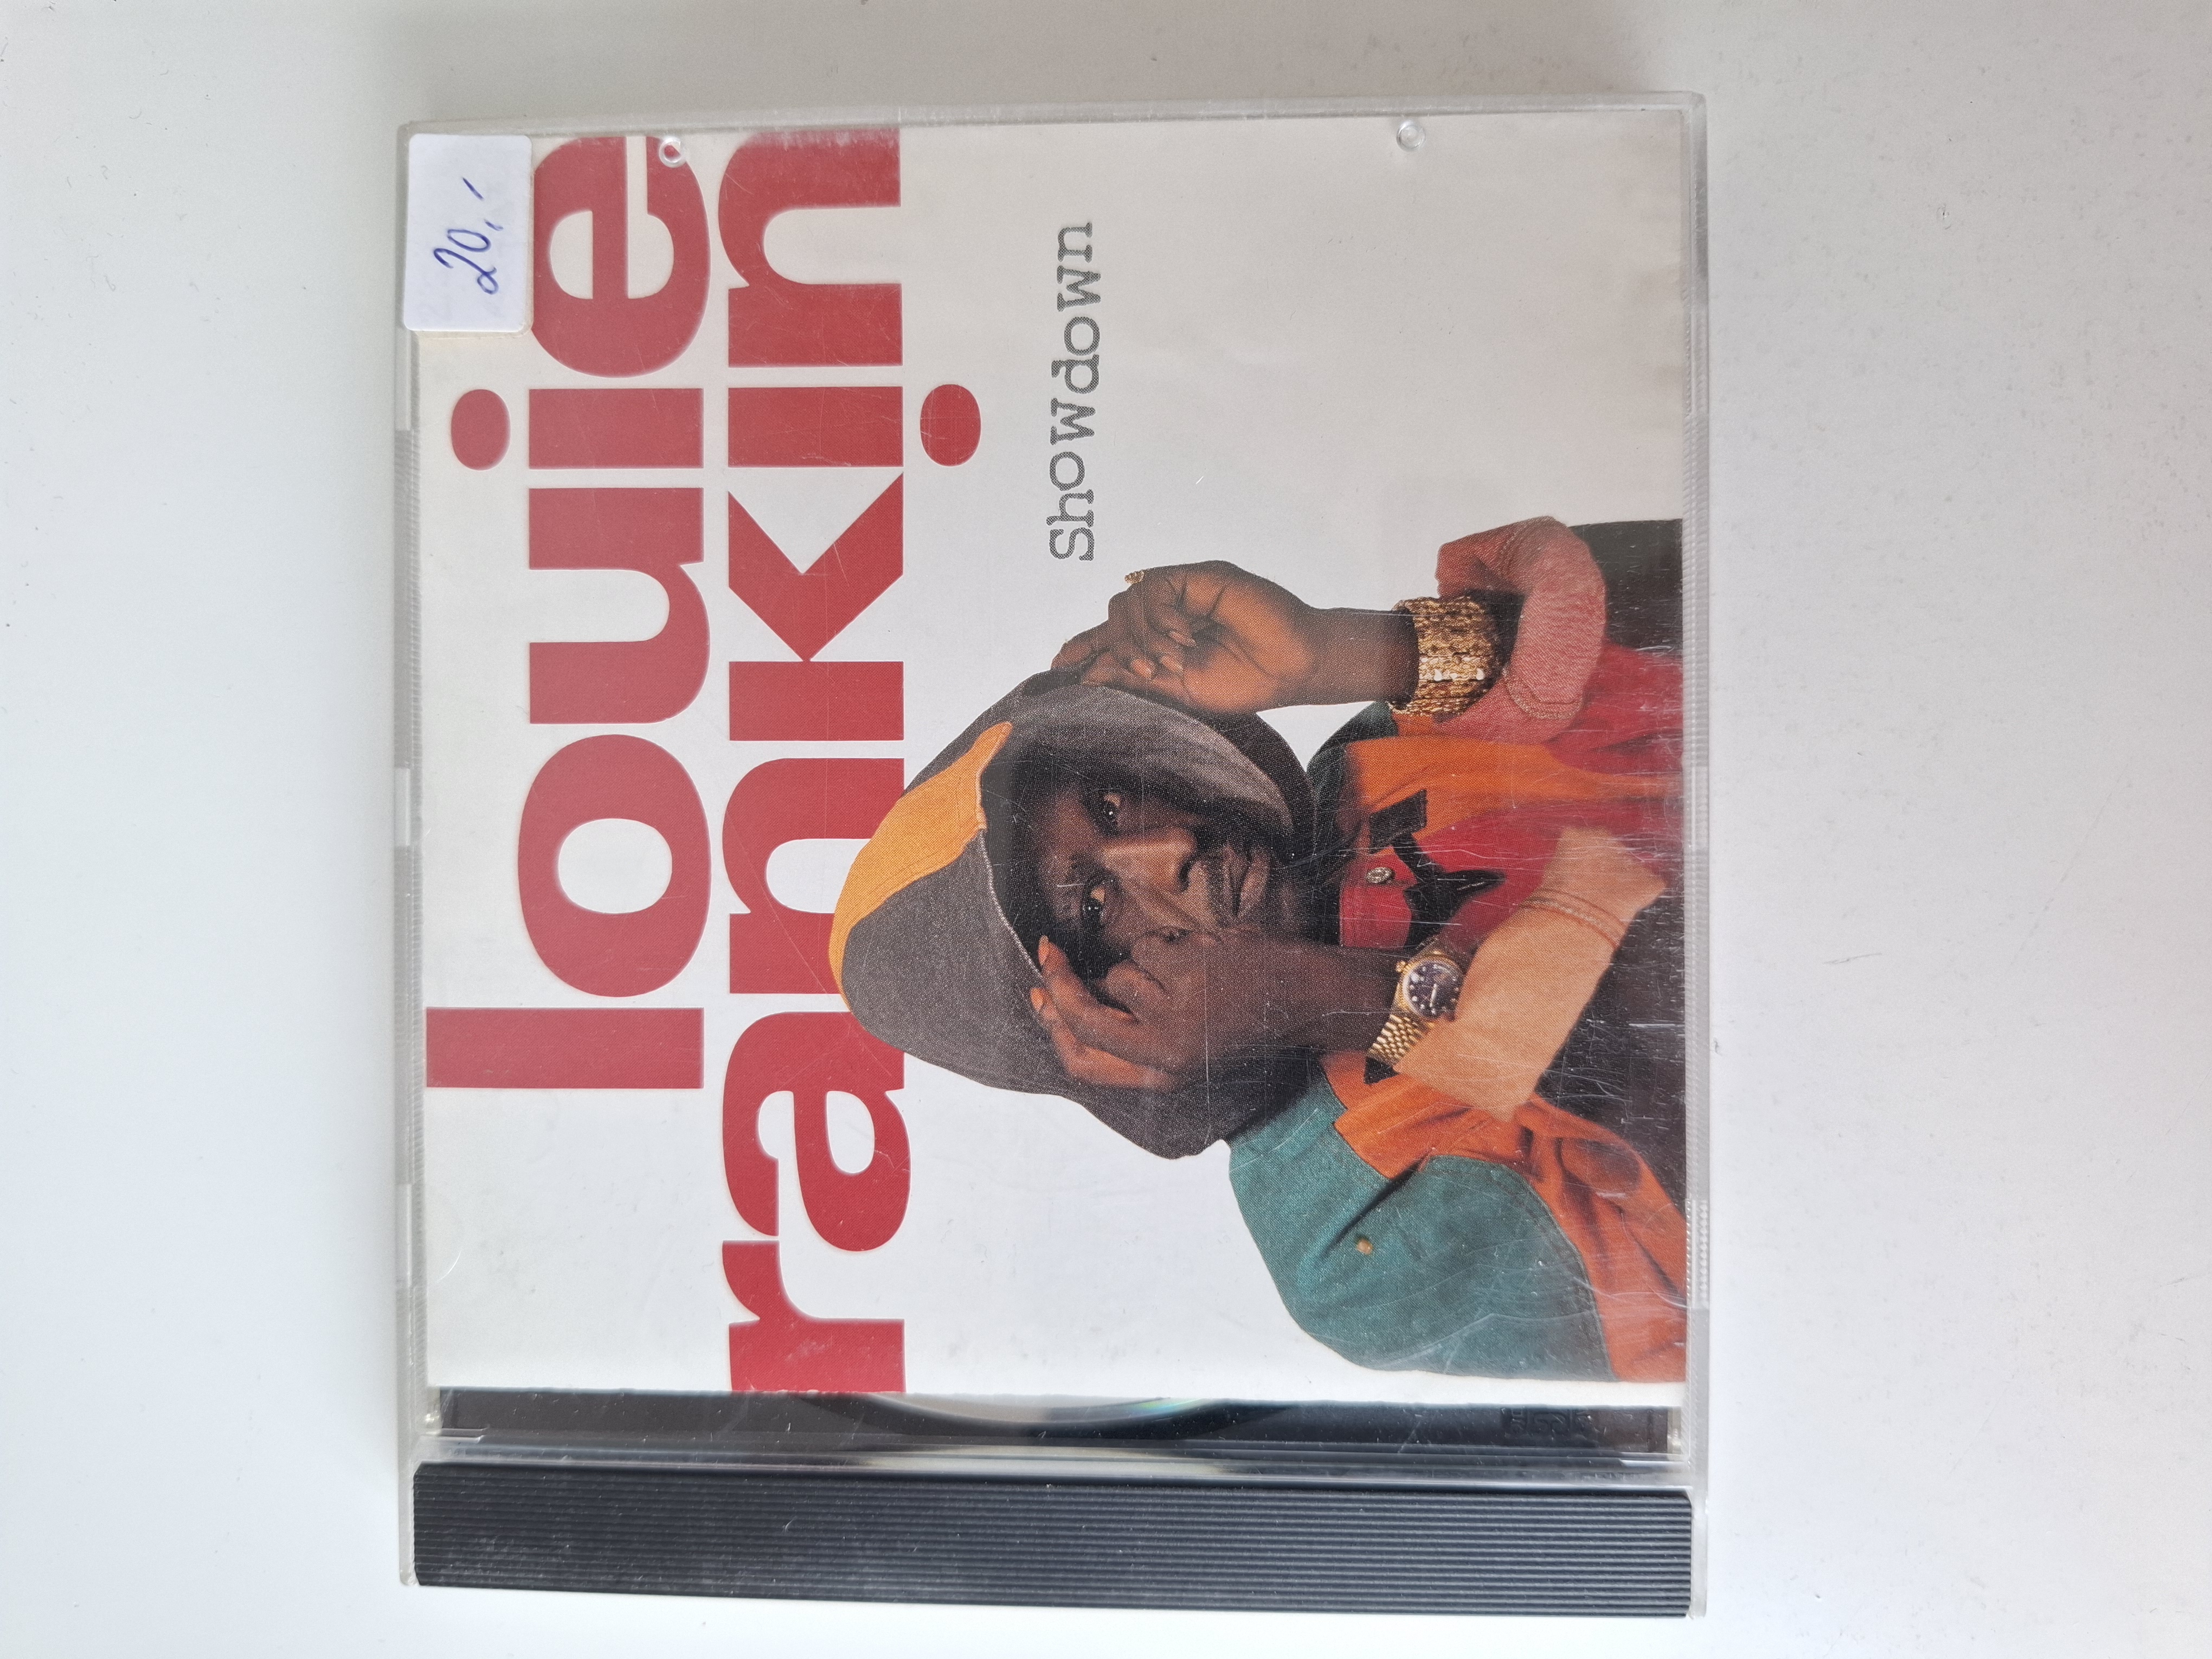 20,-
louie
rankin
Showdown